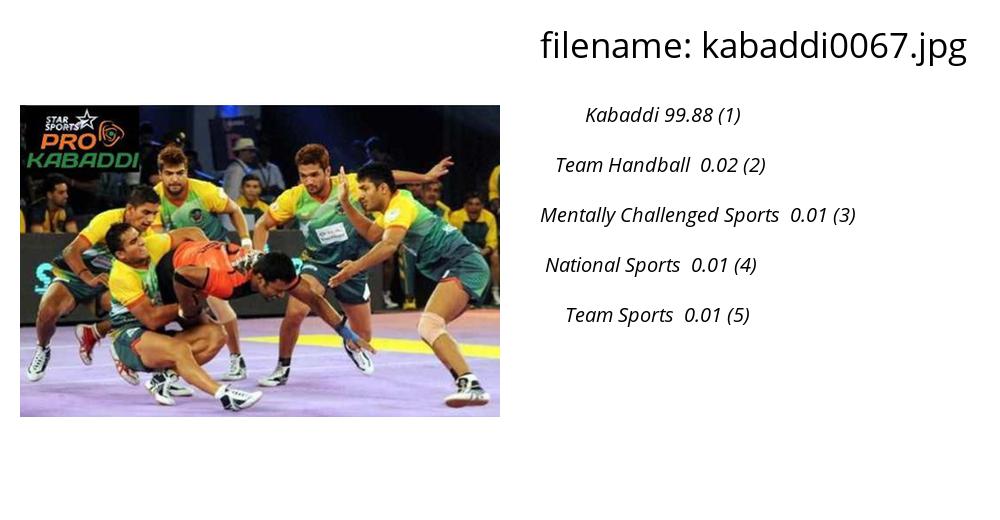 filename: kabaddi0067.jpg
STAR
SPORTS
PRO
KABADDI
Kabaddi 99.88 (1)
Team Handball 0.02 (2)
Mentally Challenged Sports 0.01 (3)
National Sports 0.01 (4)
Team Sports 0.01 (5)